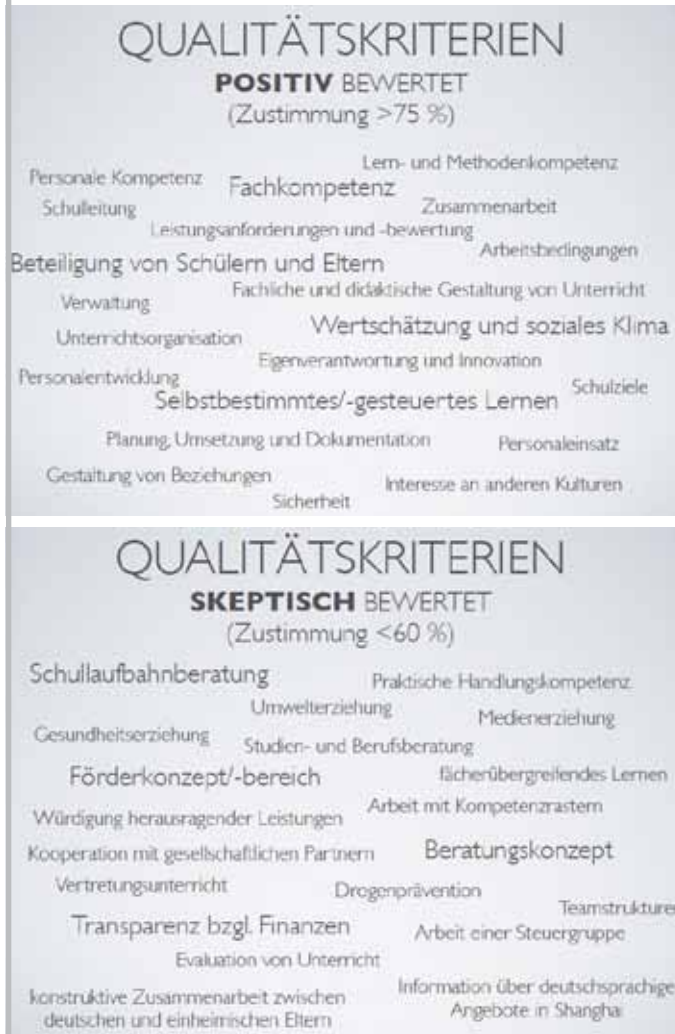 QUALITÄTSKRITERIEN
POSITIV BEWERTET
(Zustimmung >75 %)
Lern- und Methodenkompetenz
Personale Kompetenz
Fachkompetenz
Schulleitung
Zusammenarbeit
Leistungsanforderungen und -bewertung
Arbeitsbedingungen
Beteiligung von Schülern und Eltern
Fachliche und didaktische Gestaltung von Unterricht
Verwaltung
Wertschätzung und soziales Klima
Unterrichtsorganisation
Eigenverantwortung und Innovation
Personalentwicklung
Schulziele
Selbstbestimmtes/-gesteuertes Lernen
Planung, Umsetzung und Dokumentation
Personaleinsatz
Gestaltung von Beziehungen
Interesse an anderen Kulturen
Sicherheit
QUALITÄTSKRITERIEN
SKEPTISCH BEWERTET
(Zustimmung <60 %)
Schullaufbahnberatung
Praktische Handlungskompetenz
Umwelterziehung
Medienerziehung
Gesundheitserziehung
Studien- und Berufsberatung
Förderkonzept/-bereich
fächerübergreifendes Lernen
Arbeit mit Kompetenzrastern
Würdigung herausragender Leistungen
Kooperation mit gesellschaftlichen Partnern
Beratungskonzept
Vertretungsunterricht
Drogenprävention
Teamstrukturen
Transparenz bzgl. Finanzen
Arbeit einer Steuergruppe
Evaluation von Unterricht
konstruktive Zusammenarbeit zwischen
deutschen und einheimischen Eltern
Information über deutschsprachige
Angebote in Shanghai